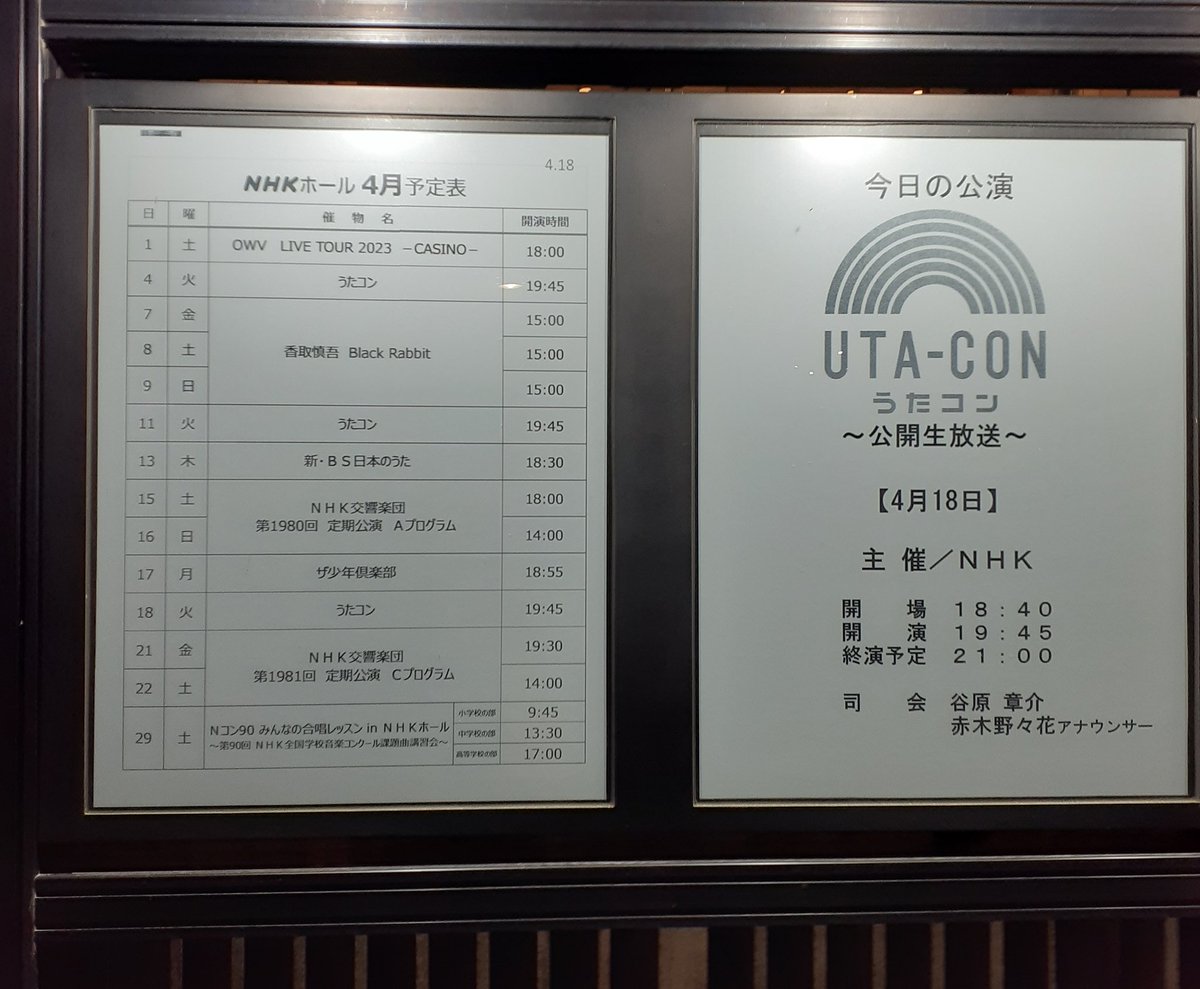 4.18
NHKホール 4月予定表
日 曜 催 物 名 開演時間
1 土 OWV LIVE TOUR 2023 －CASINO－ 18:00
4 火 うたコン 19:45
7 金 15:00
8 土 香取慎吾 Black Rabbit 15:00
9 日 15:00
11 火 うたコン 19:45
13 木 新・ＢＳ日本のうた 18:30
15 土 ＮＨＫ交響楽団 18:00
第1980回 定期公演 Ａプログラム
16 日 14:00
17 月 ザ少年倶楽部 18:55
18 火 うたコン 19:45
21 金 ＮＨＫ交響楽団 19:30
第1981回 定期公演 Ｃプログラム
22 土 14:00
29 土 Nコン90 みんなの合唱レッスン in ＮＨＫホール
～第90回 ＮＨＫ全国学校音楽コンクール課題曲講習会～
小学校の部 9:45
中学校の部 13:30
高等学校の部 17:00
今日の公演
UTA-CON
うたコン
～公開生放送～
【4月18日】
主 催／ＮＨＫ
開 場 １８：４０
開 演 １９：４５
終演予定 ２１：００
司 会 谷原 章介
赤木野々花アナウンサー